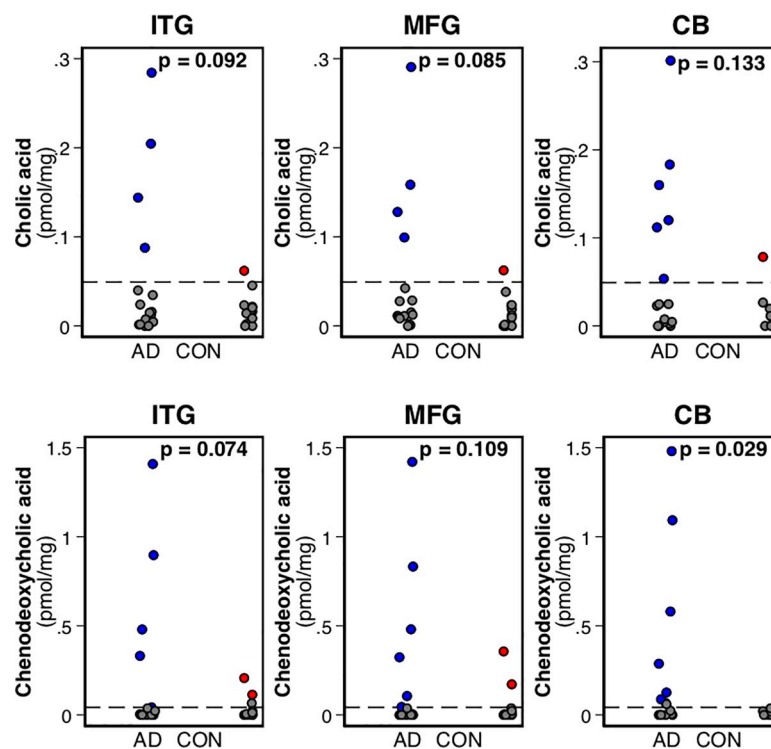 ITG MFG CB
p = 0.092 p = 0.085 p = 0.133
Cholic acid (pmol/mg) Cholic acid (pmol/mg) Cholic acid (pmol/mg)
.3 .3 .3
.2 .2 .2
.1 .1 .1
0 0 0
AD CON AD CON AD CON
ITG MFG CB
p = 0.074 p = 0.109 p = 0.029
Chenodeoxycholic acid (pmol/mg) Chenodeoxycholic acid (pmol/mg) Chenodeoxycholic acid (pmol/mg)
1.5 1.5 1.5
1 1 1
.5 .5 .5
0 0 0
AD CON AD CON AD CON